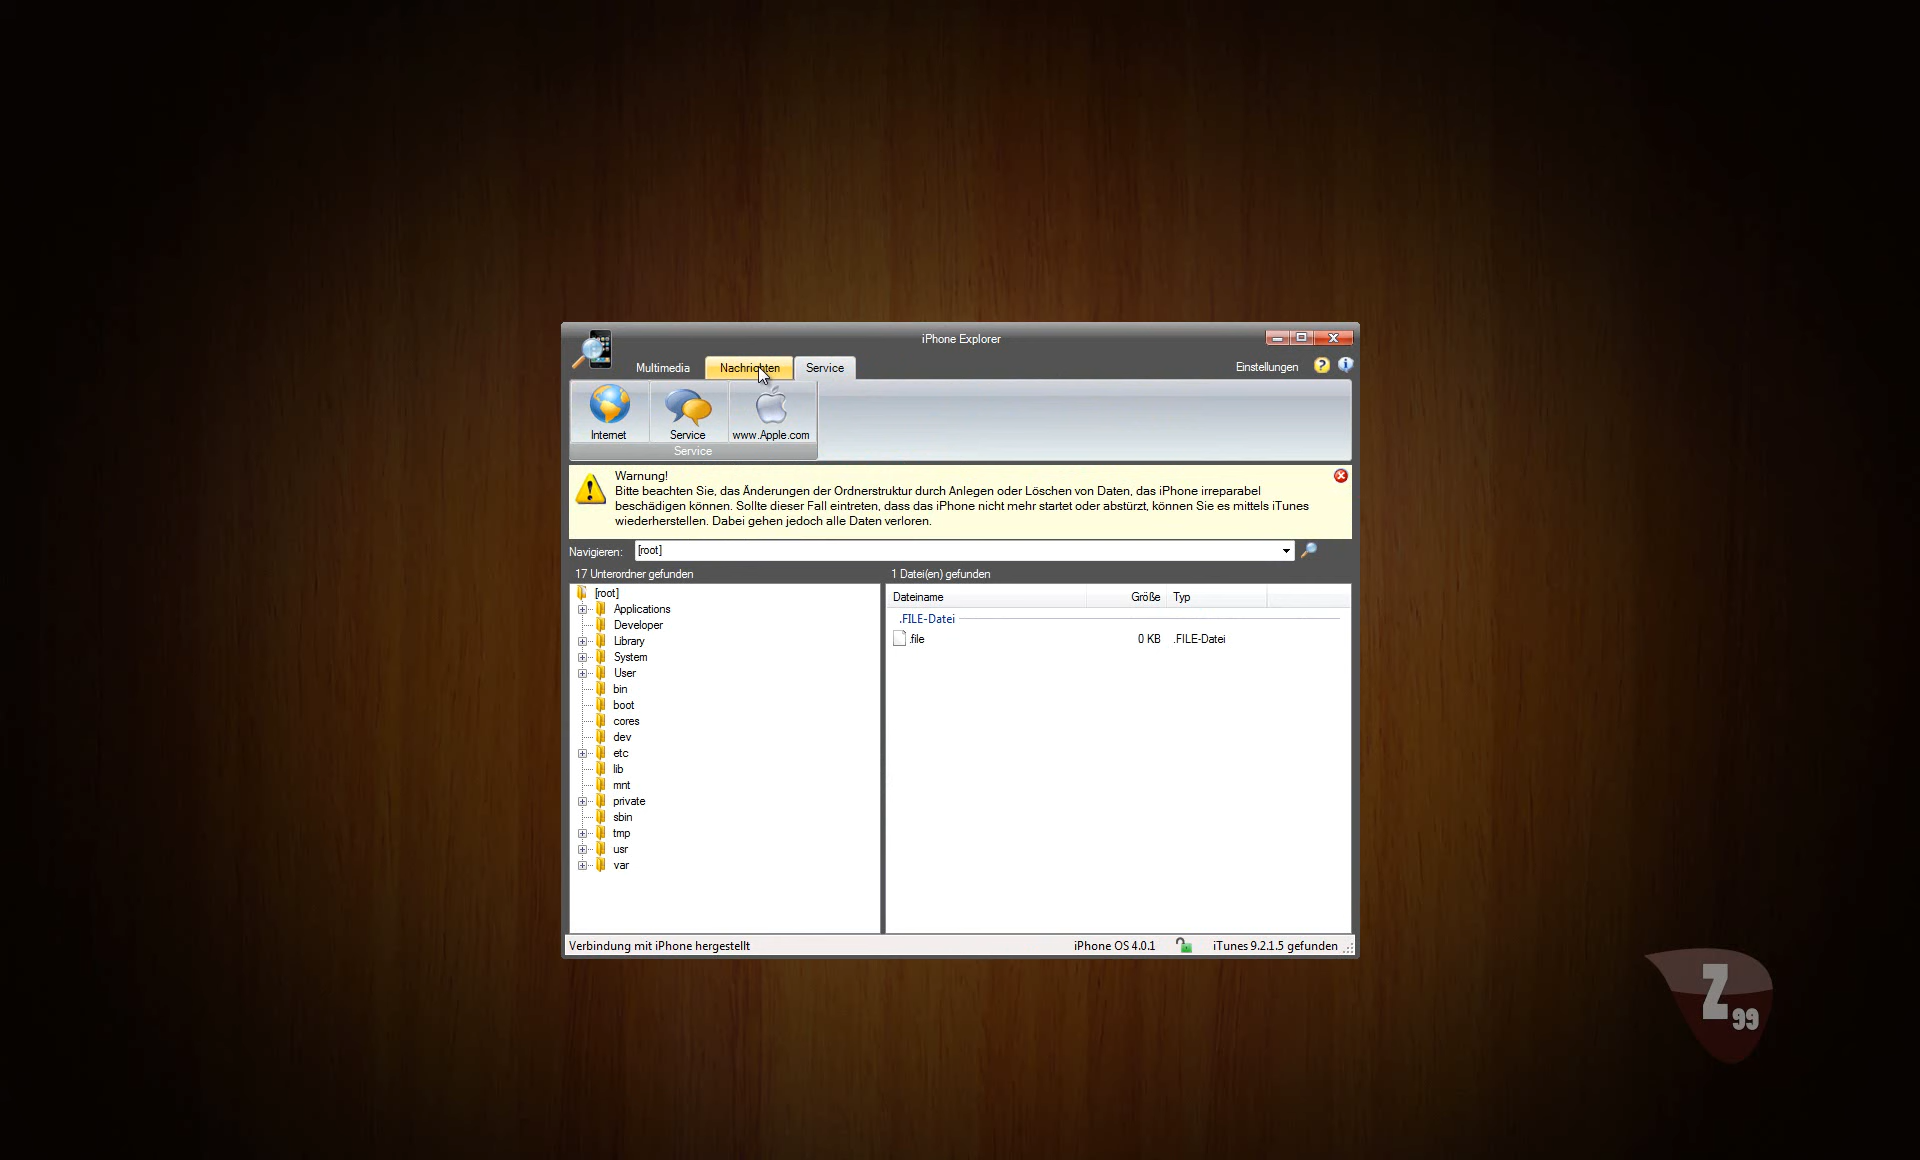 iPhone Explorer
Multimedia Nachrichten Service Einstellungen
Internet Service www.Apple.com
Service
Warnung!
Bitte beachten Sie, das Änderungen der Ordnerstruktur durch Anlegen oder Löschen von Daten, das iPhone irreparabel
beschädigen können. Sollte dieser Fall eintreten, dass das iPhone nicht mehr startet oder abstürzt, können Sie es mittels iTunes
wiederherstellen. Dabei gehen jedoch alle Daten verloren.
Navigieren: [root]
17 Unterordner gefunden
[root]
Applications
Developer
Library
System
User
bin
boot
cores
dev
etc
lib
mnt
private
sbin
tmp
usr
var
1 Datei(en) gefunden
Dateiname Größe Typ
.FILE-Datei
.file 0 KB .FILE-Datei
Verbindung mit iPhone hergestellt iPhone OS 4.0.1 iTunes 9.2.1.5 gefunden
Z99